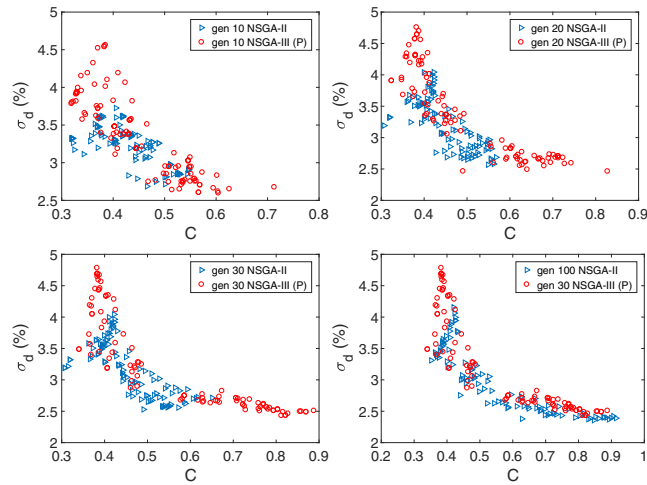 5
4.5
4
3.5
3
2.5
σd (%)
0.3 0.4 0.5 0.6 0.7 0.8
C
gen 10 NSGA-II
gen 10 NSGA-III (P)
5
4.5
4
3.5
3
2.5
2
σd (%)
0.3 0.4 0.5 0.6 0.7 0.8 0.9
C
gen 20 NSGA-II
gen 20 NSGA-III (P)
5
4.5
4
3.5
3
2.5
2
σd (%)
0.3 0.4 0.5 0.6 0.7 0.8 0.9
C
gen 30 NSGA-II
gen 30 NSGA-III (P)
5
4.5
4
3.5
3
2.5
2
σd (%)
0.2 0.3 0.4 0.5 0.6 0.7 0.8 0.9 1
C
gen 100 NSGA-II
gen 30 NSGA-III (P)